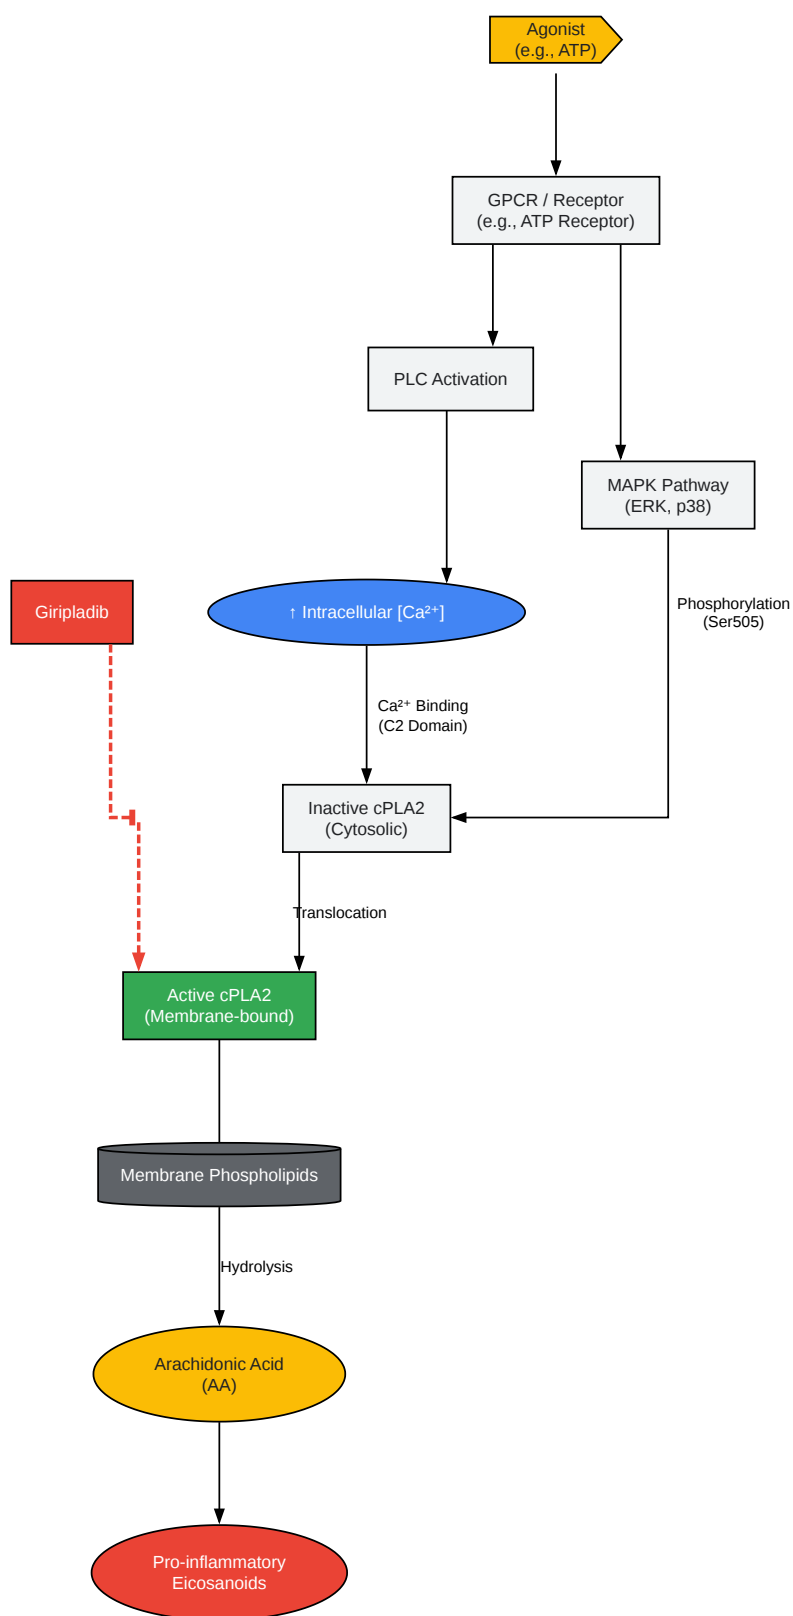 Agonist
(e.g., ATP)
GPCR / Receptor
(e.g., ATP Receptor)
PLC Activation
MAPK Pathway
(ERK, p38)
Giripladib
↑ Intracellular [Ca²⁺]
Phosphorylation
(Ser505)
Ca²⁺ Binding
(C2 Domain)
Inactive cPLA2
(Cytosolic)
Translocation
Active cPLA2
(Membrane-bound)
Membrane Phospholipids
Hydrolysis
Arachidonic Acid
(AA)
Pro-inflammatory
Eicosanoids